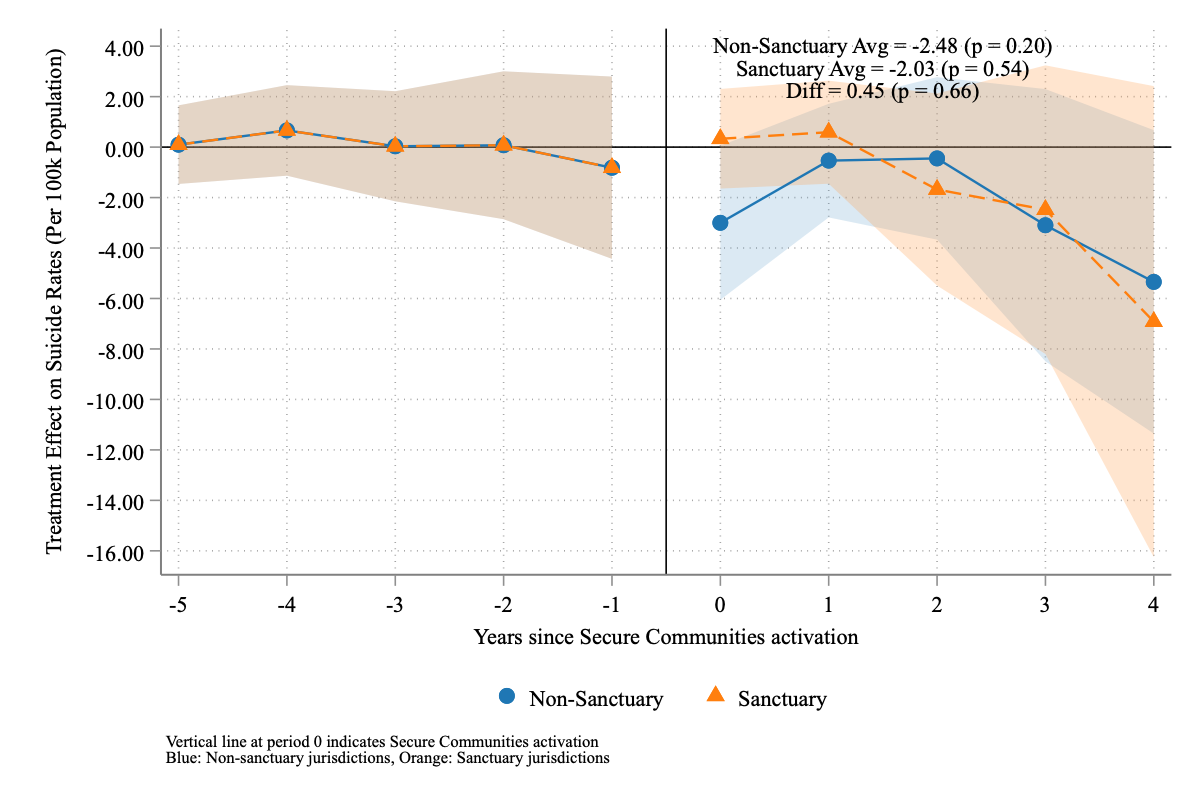 Non-Sanctuary Avg = -2.48 (p = 0.20)
Sanctuary Avg = -2.03 (p = 0.54)
Diff = 0.45 (p = 0.66)
Treatment Effect on Suicide Rates (Per 100k Population)
4.00
2.00
0.00
-2.00
-4.00
-6.00
-8.00
-10.00
-12.00
-14.00
-16.00
-5 -4 -3 -2 -1 0 1 2 3 4
Years since Secure Communities activation
Non-Sanctuary Sanctuary
Vertical line at period 0 indicates Secure Communities activation
Blue: Non-sanctuary jurisdictions, Orange: Sanctuary jurisdictions